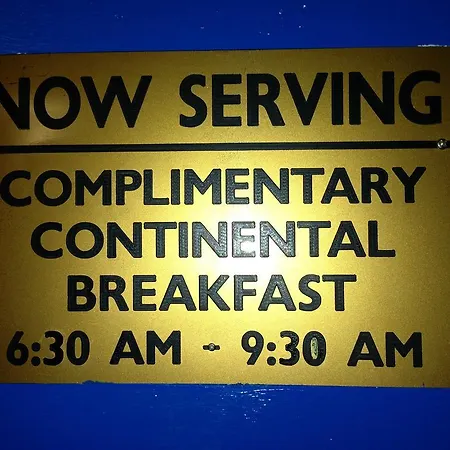 NOW SERVING
COMPLIMENTARY
CONTINENTAL
BREAKFAST
6:30 AM - 9:30 AM